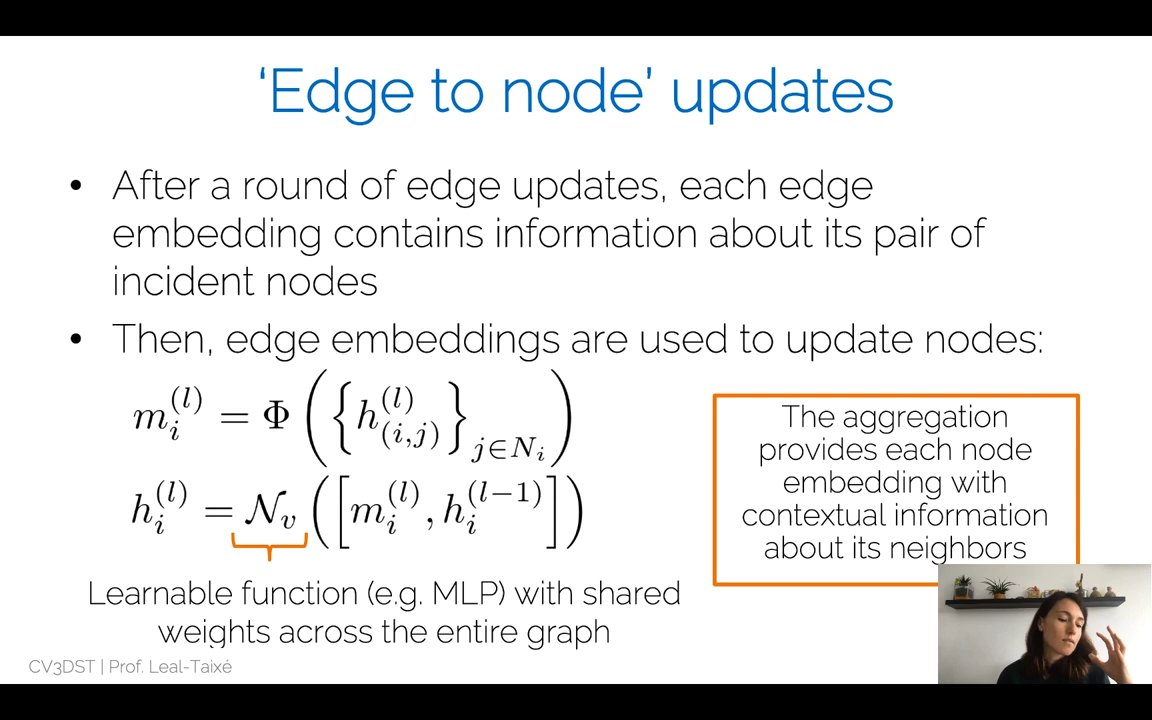 ‘Edge to node’ updates
• After a round of edge updates, each edge
embedding contains information about its pair of
incident nodes
• Then, edge embeddings are used to update nodes:
m_i^{(l)} = Φ ( { h_{(i,j)}^{(l)} }_{j∈N_i} )
h_i^{(l)} = 𝒩_v ( [ m_i^{(l)}, h_i^{(l−1)} ] )
The aggregation
provides each node
embedding with
contextual information
about its neighbors
Learnable function (e.g. MLP) with shared
weights across the entire graph
CV3DST | Prof. Leal-Taixé